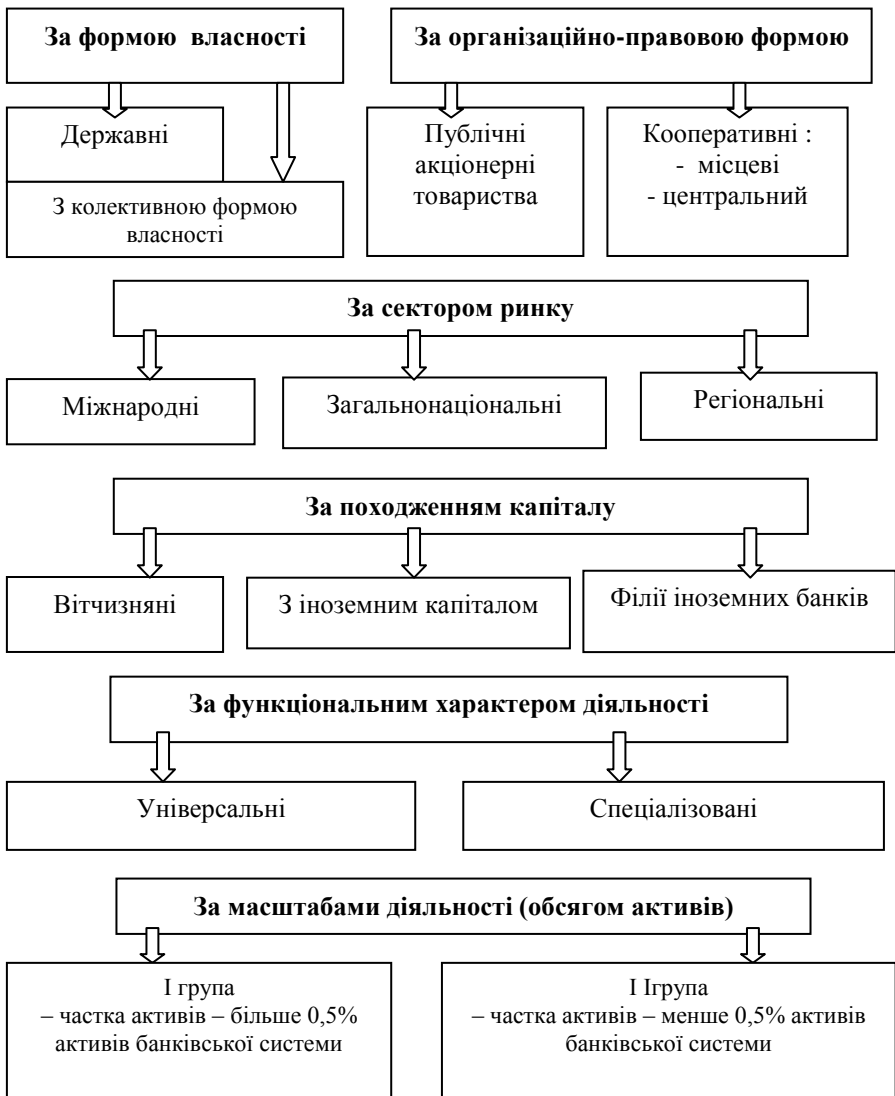 За формою власності
За організаційно-правовою формою
Державні
З колективною формою
власності
Публічні
акціонерні
товариства
Кооперативні :
- місцеві
- центральний
За сектором ринку
Міжнародні
Загальнонаціональні
Регіональні
За походженням капіталу
Вітчизняні
З іноземним капіталом
Філії іноземних банків
За функціональним характером діяльності
Універсальні
Спеціалізовані
За масштабами діяльності (обсягом активів)
І група
– частка активів – більше 0,5%
активів банківської системи
І Ігрупа
– частка активів – менше 0,5% активів
банківської системи